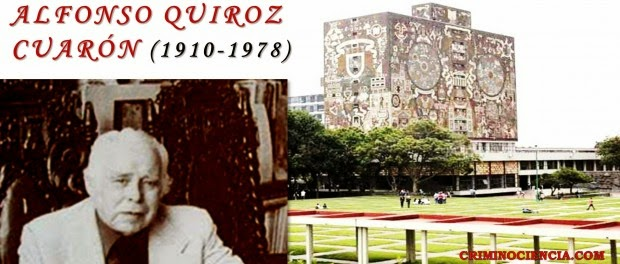 ALFONSO QUIROZ
CUARÓN (1910-1978)
CRIMINOCIENCIA.COM